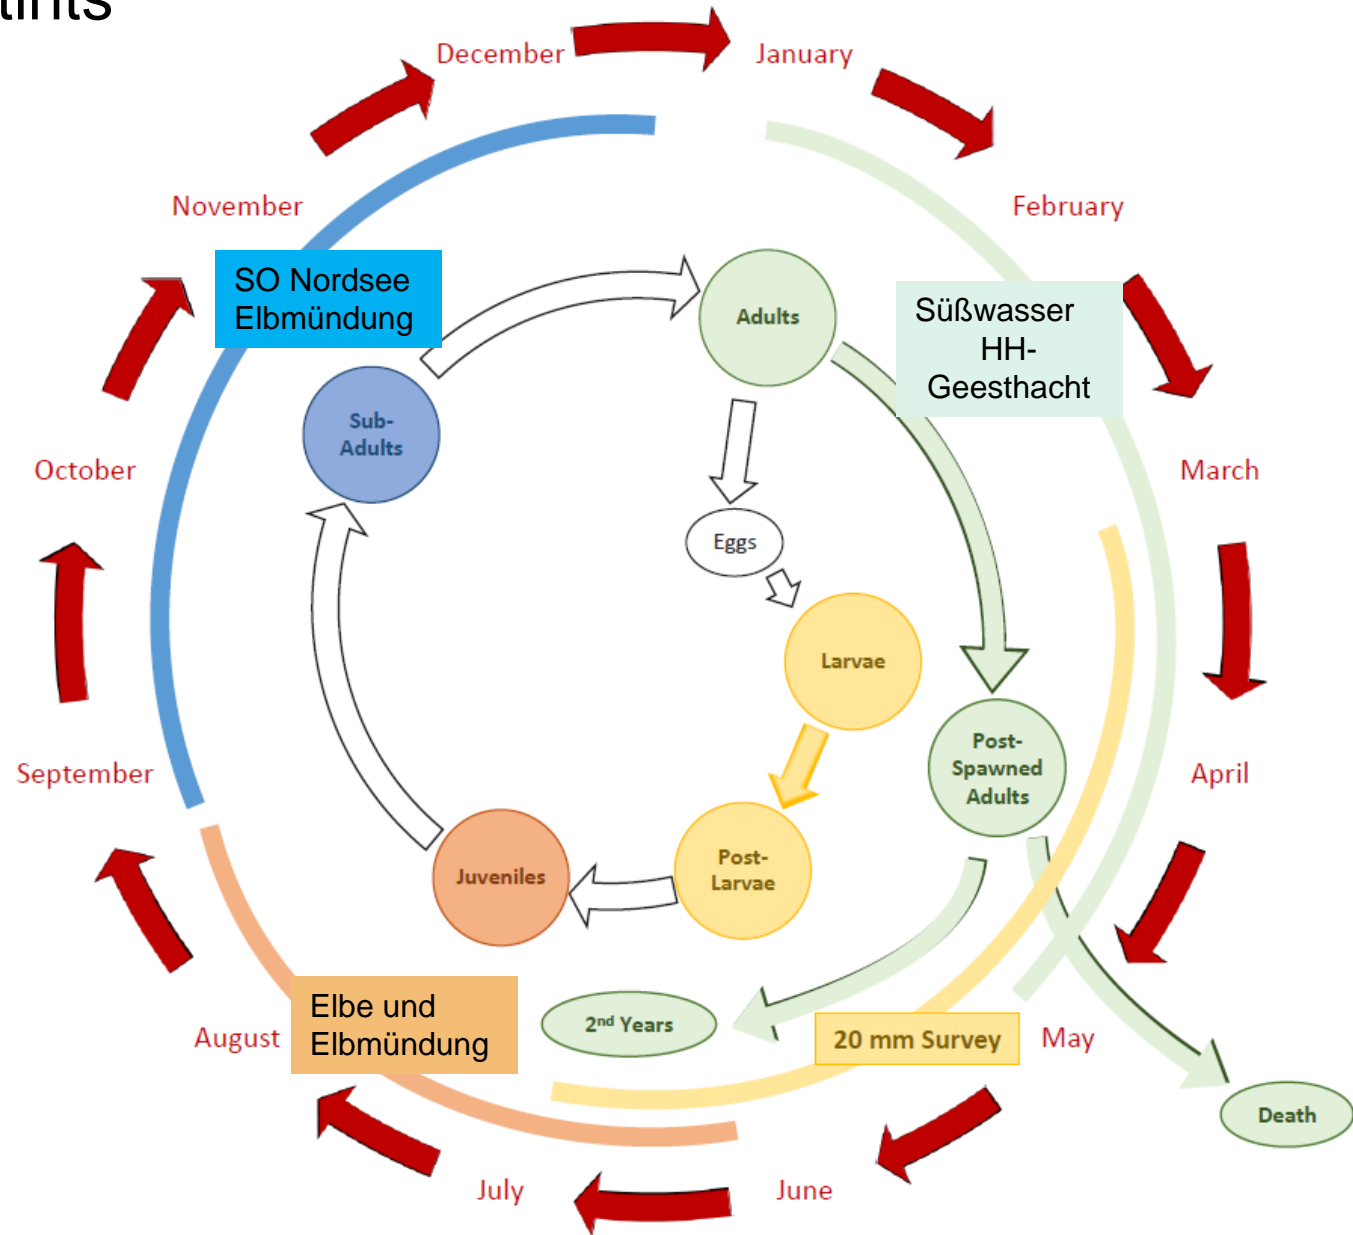 tints
December
January
November
February
SO Nordsee
Elbmündung
Adults
Süßwasser
HH-
Geesthacht
Sub-
Adults
October
March
Eggs
Larvae
Post-
Spawned
Adults
September
April
Juveniles
Post-
Larvae
Elbe und
Elbmündung
2nd Years
20 mm Survey
August
May
Death
July
June